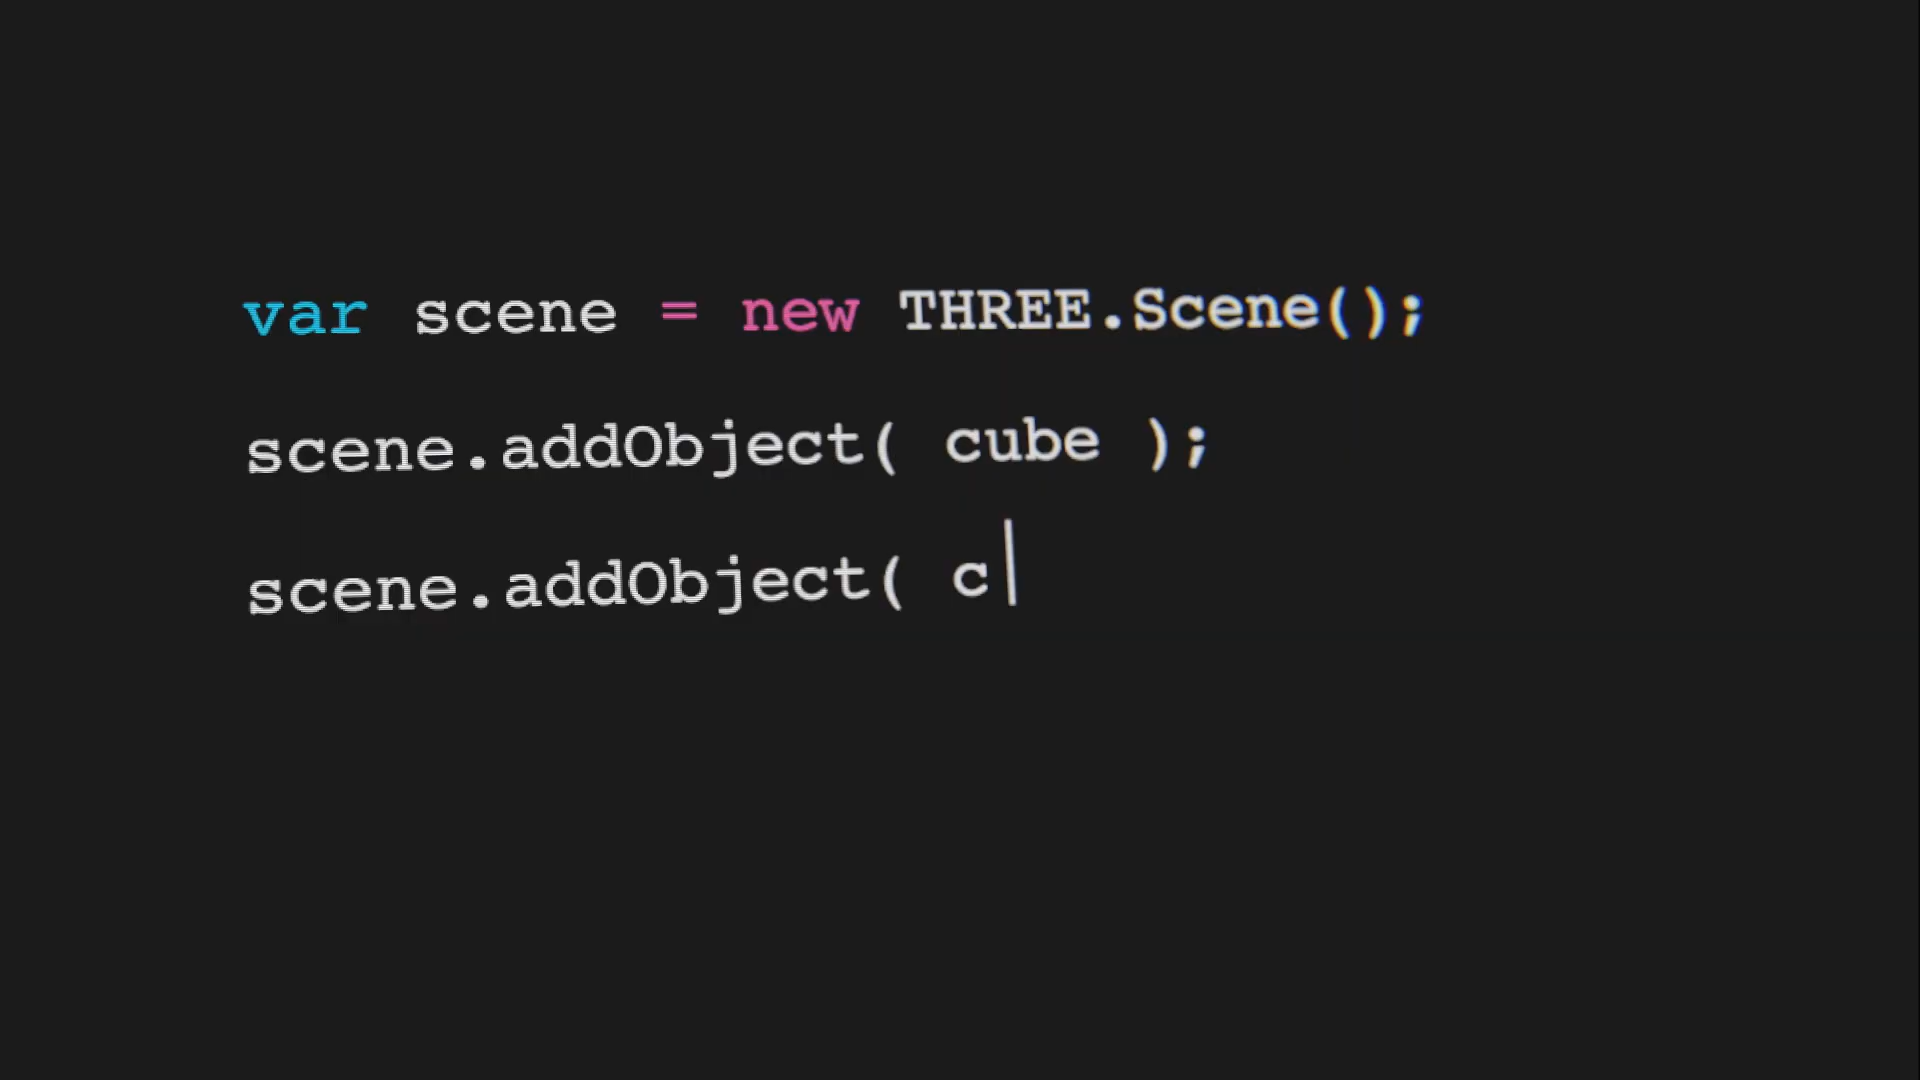 var scene = new THREE.Scene();
scene.addObject( cube );
scene.addObject( c